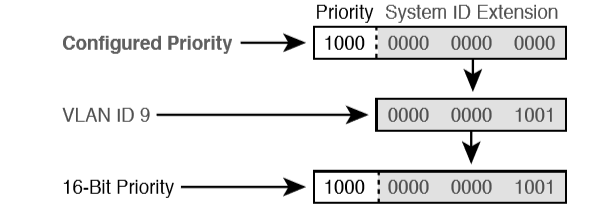 Priority System ID Extension
Configured Priority 1000 0000 0000 0000
VLAN ID 9 0000 0000 1001
16-Bit Priority 1000 0000 0000 1001